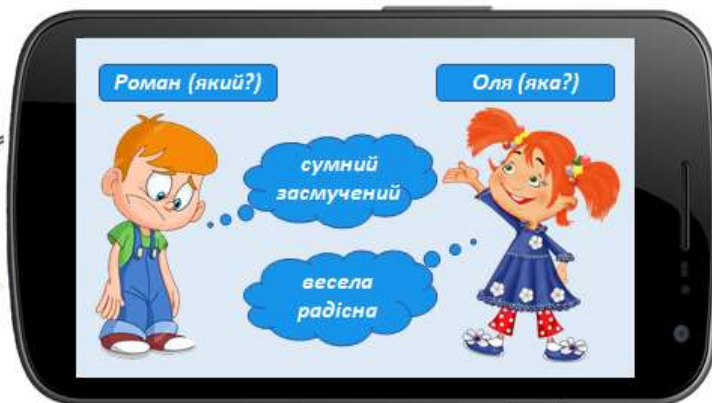 Роман (який?)
Оля (яка?)
сумний
засмучений
весела
радісна